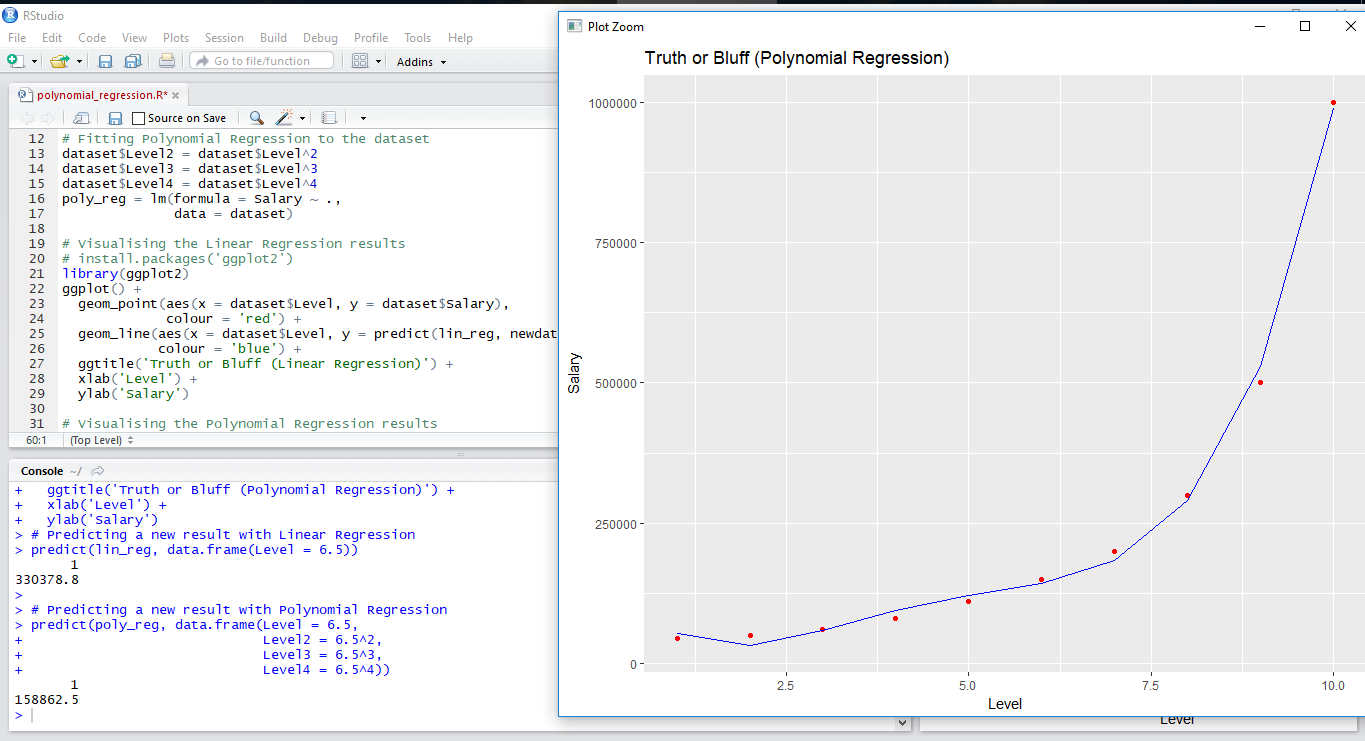 RStudio
File Edit Code View Plots Session Build Debug Profile Tools Help
Go to file/function Addins
polynomial_regression.R*
Source on Save
12 # Fitting Polynomial Regression to the dataset
13 dataset$Level2 = dataset$Level^2
14 dataset$Level3 = dataset$Level^3
15 dataset$Level4 = dataset$Level^4
16 poly_reg = lm(formula = Salary ~ .,
17 data = dataset)
18
19 # Visualising the Linear Regression results
20 # install.packages('ggplot2')
21 library(ggplot2)
22 ggplot() +
23 geom_point(aes(x = dataset$Level, y = dataset$Salary),
24 colour = 'red') +
25 geom_line(aes(x = dataset$Level, y = predict(lin_reg, newdat
26 colour = 'blue') +
27 ggtitle('Truth or Bluff (Linear Regression)') +
28 xlab('Level') +
29 ylab('Salary')
30
31 # Visualising the Polynomial Regression results
60:1 (Top Level)
Console ~/
+ ggtitle('Truth or Bluff (Polynomial Regression)') +
+ xlab('Level') +
+ ylab('Salary')
> # Predicting a new result with Linear Regression
> predict(lin_reg, data.frame(Level = 6.5))
1
330378.8
>
> # Predicting a new result with Polynomial Regression
> predict(poly_reg, data.frame(Level = 6.5,
+ Level2 = 6.5^2,
+ Level3 = 6.5^3,
+ Level4 = 6.5^4))
1
158862.5
>
Plot Zoom
Truth or Bluff (Polynomial Regression)
1000000
750000
500000
250000
0
Salary
2.5 5.0 7.5 10.0
Level
Level